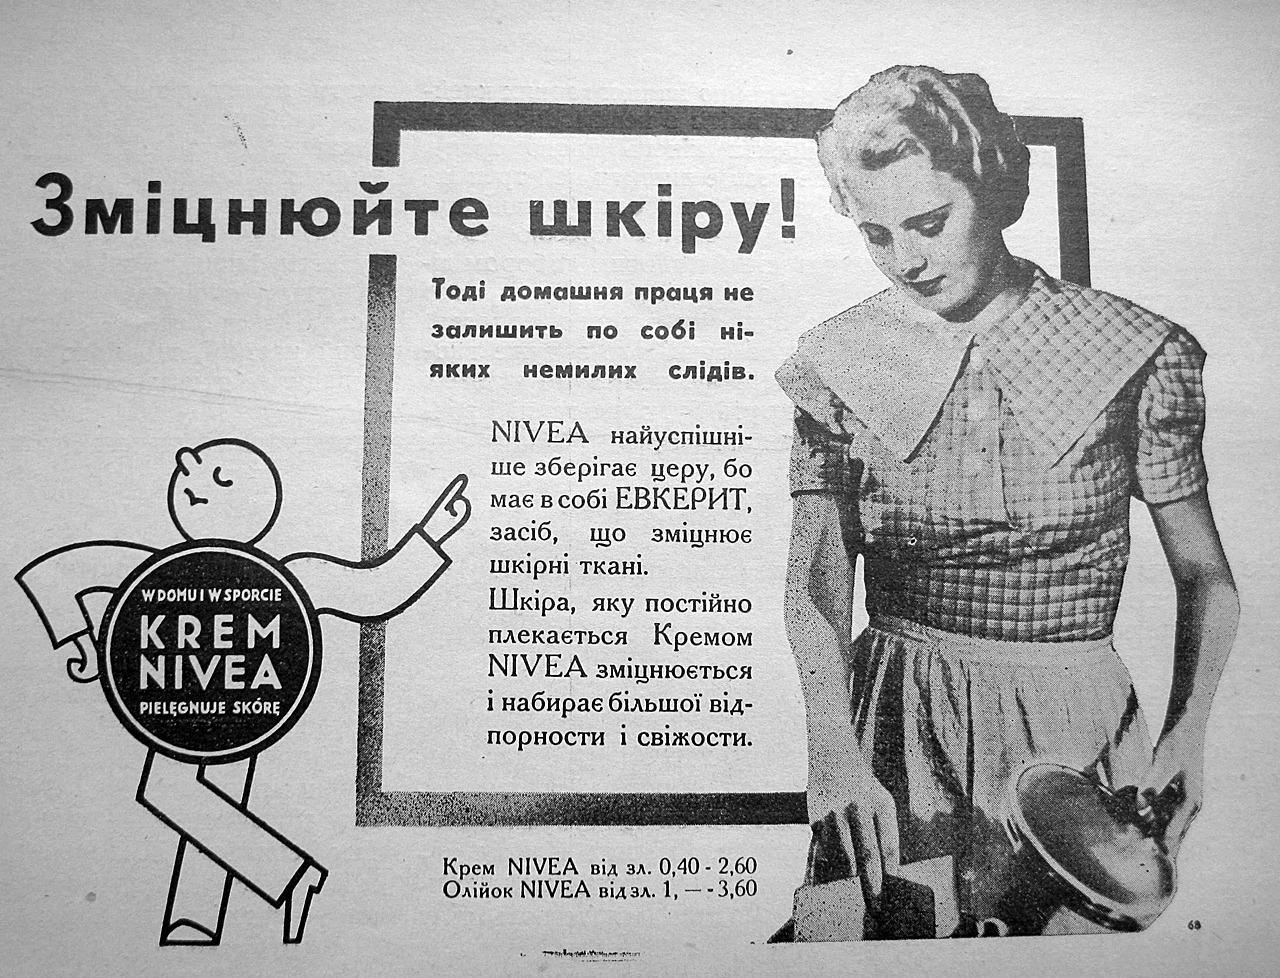 Зміцнюйте шкіру!
Тоді домашня праця не
залишить по собі ні-
яких немилих слідів.
NIVEA найуспішні-
ше зберігає церу, бо
має в собі ЕВКЕРИТ,
засіб, що зміцнює
шкірні ткані.
Шкіра, яку постійно
плекається Кремом
NIVEA зміцнюється
і набирає більшої від-
порности і свіжости.
W DOMU I W SPORCIE
KREM
NIVEA
PIELĘGNUJE SKÓRĘ
Крем NIVEA від зл. 0,40 - 2,60
Олійок NIVEA від зл. 1, — - 3,60
68